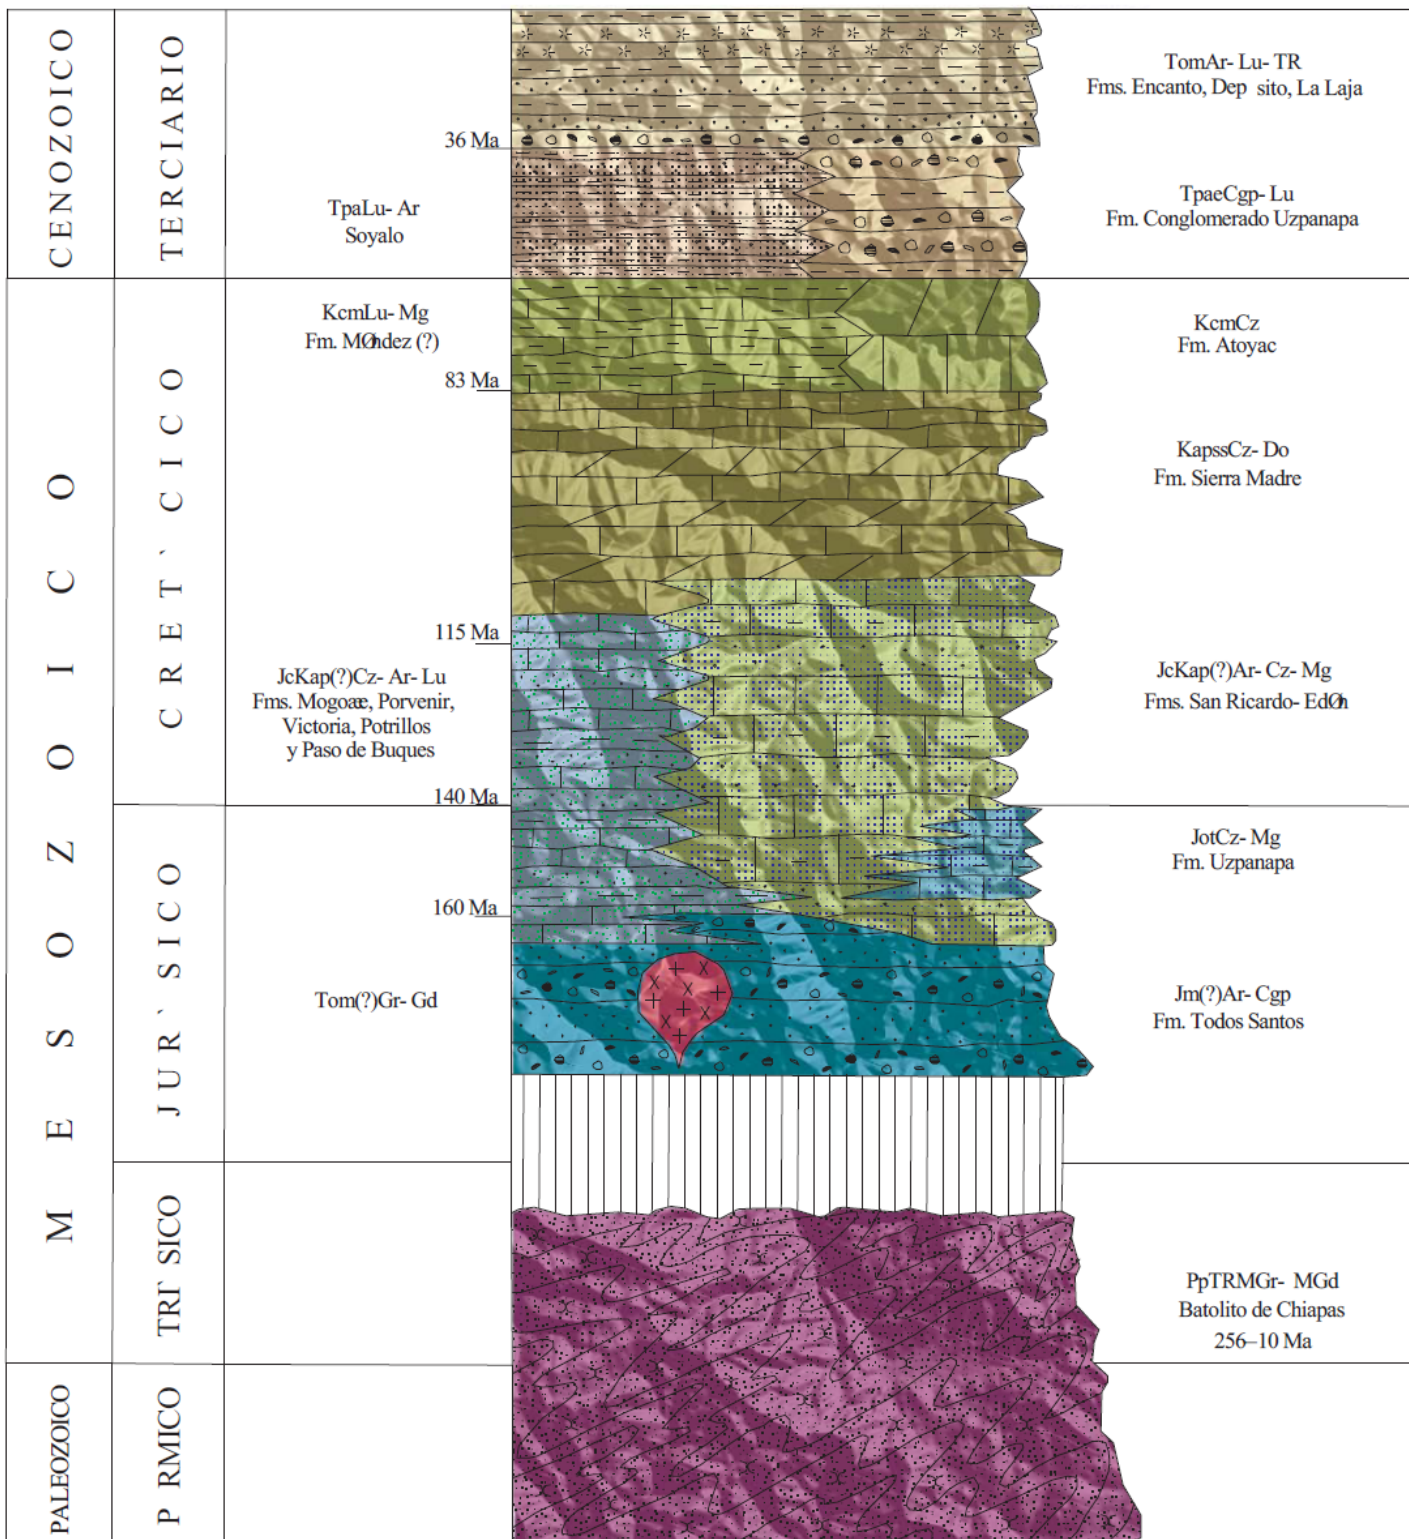 CENOZOICO
TERCIARIO
TomAr- Lu- TR
Fms. Encanto, Dep sito, La Laja
36 Ma
TpaLu- Ar
Soyalo
TpaeCgp- Lu
Fm. Conglomerado Uzpanapa
MESOZOICO
CRET`CICO
KcmLu- Mg
Fm. MØndez (?)
KcmCz
Fm. Atoyac
83 Ma
KapssCz- Do
Fm. Sierra Madre
115 Ma
JcKap(?)Cz- Ar- Lu
Fms. Mogoæe, Porvenir,
Victoria, Potrillos
y Paso de Buques
JcKap(?)Ar- Cz- Mg
Fms. San Ricardo- EdØn
140 Ma
JUR`SICO
JotCz- Mg
Fm. Uzpanapa
160 Ma
Tom(?)Gr- Gd
Jm(?)Ar- Cgp
Fm. Todos Santos
TRI`SICO
PpTRMGr- MGd
Batolito de Chiapas
256–10 Ma
PALEOZOICO
P RMICO